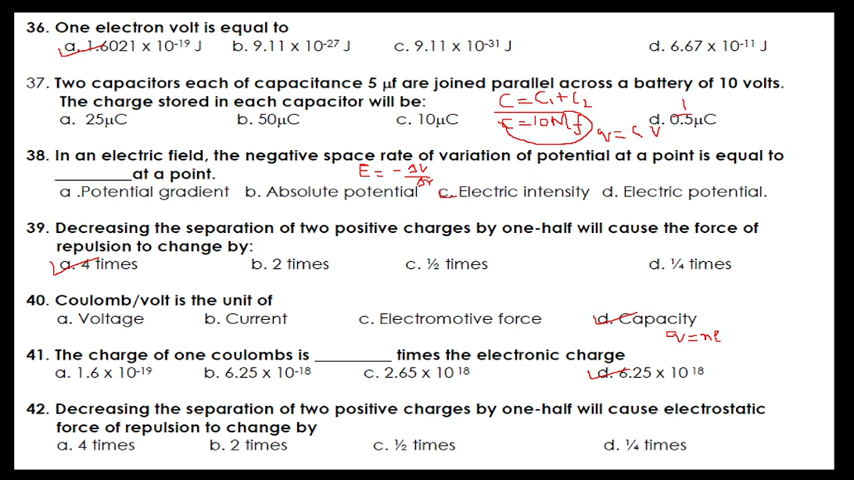 36. One electron volt is equal to
a. 1.6021 x 10⁻¹⁹ J b. 9.11 x 10⁻²⁷ J c. 9.11 x 10⁻³¹ J d. 6.67 x 10⁻¹¹ J
37. Two capacitors each of capacitance 5 μf are joined parallel across a battery of 10 volts.
The charge stored in each capacitor will be: C = C₁ + C₂
a. 25μC b. 50μC c. 10μC C = 10 Mf q = C V d. 0.5μC
38. In an electric field, the negative space rate of variation of potential at a point is equal to
________ at a point. E = - ΔV/Δr
a .Potential gradient b. Absolute potential c. Electric intensity d. Electric potential.
39. Decreasing the separation of two positive charges by one-half will cause the force of
repulsion to change by:
a. 4 times b. 2 times c. ½ times d. ¼ times
40. Coulomb/volt is the unit of
a. Voltage b. Current c. Electromotive force d. Capacity
q = ne
41. The charge of one coulombs is ________ times the electronic charge
a. 1.6 x 10⁻¹⁹ b. 6.25 x 10⁻¹⁸ c. 2.65 x 10 ¹⁸ d. 6.25 x 10 ¹⁸
42. Decreasing the separation of two positive charges by one-half will cause electrostatic
force of repulsion to change by
a. 4 times b. 2 times c. ½ times d. ¼ times